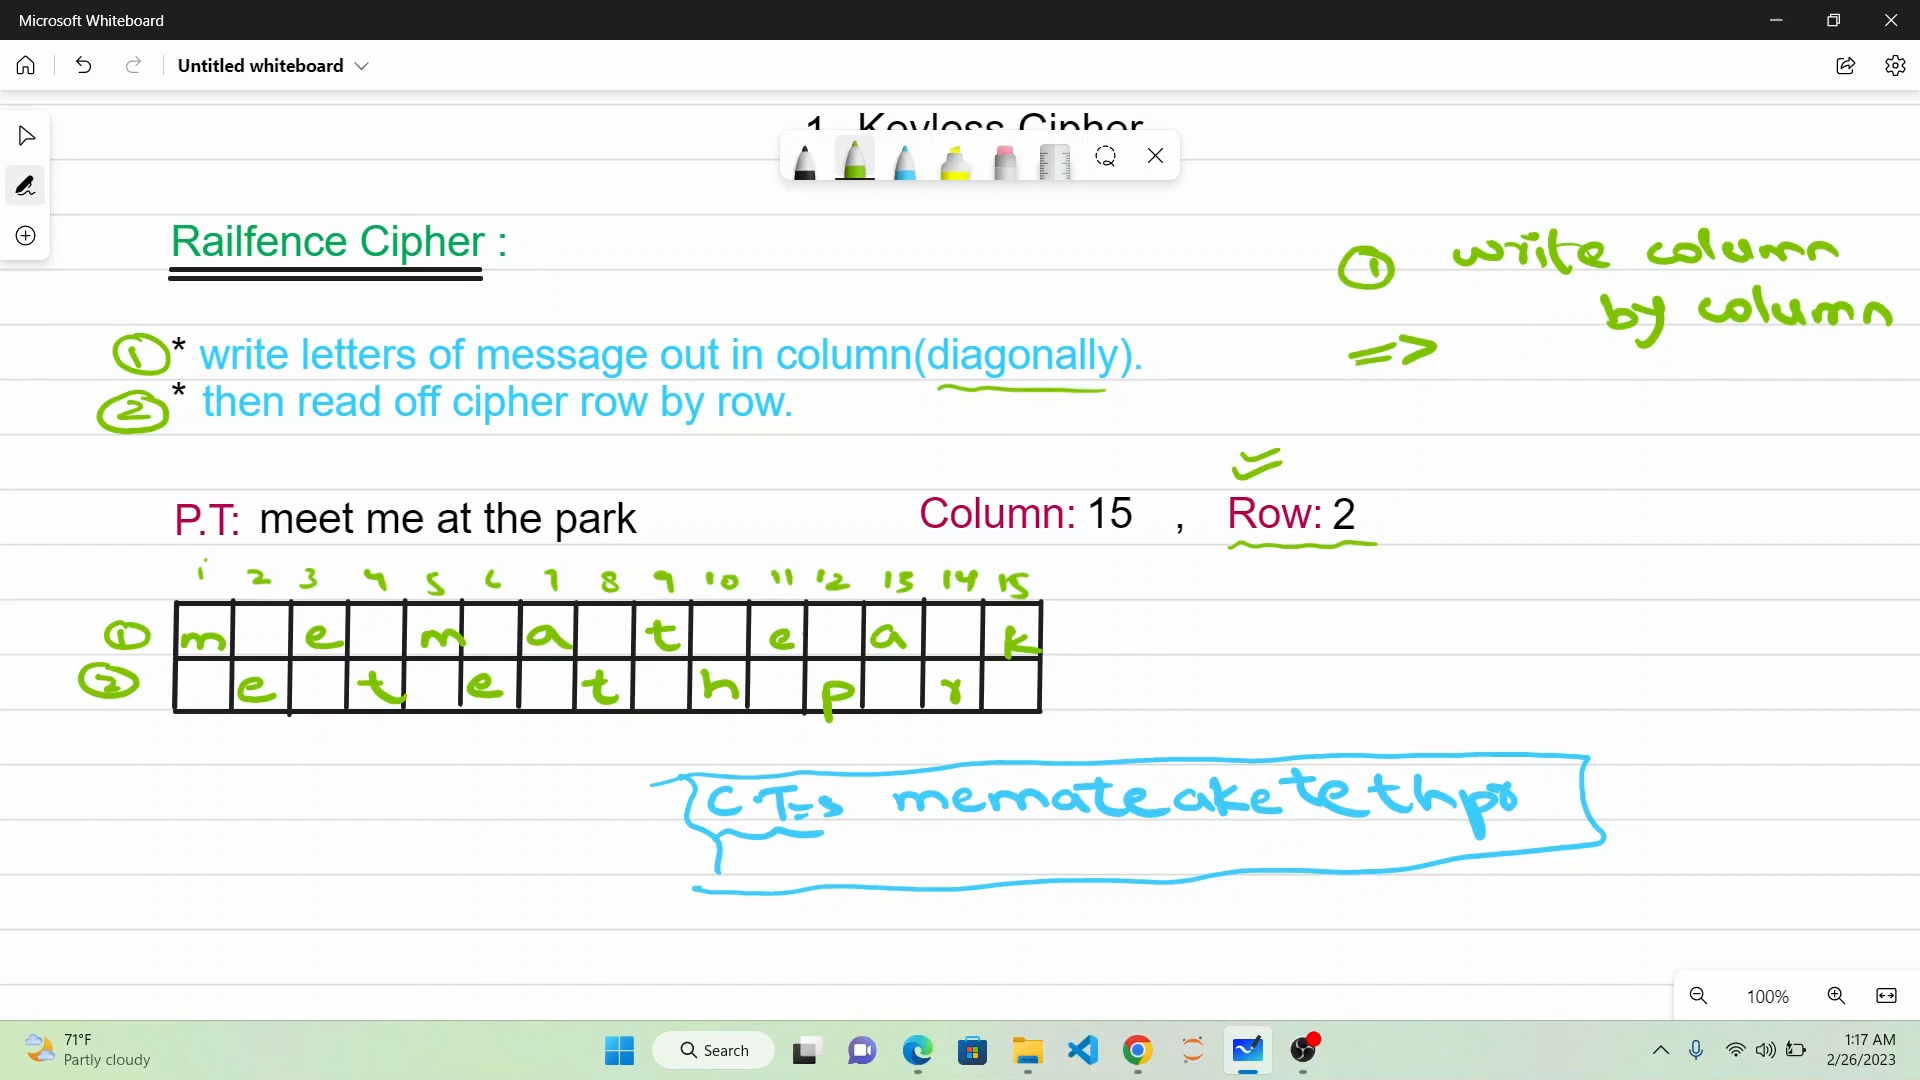 Microsoft Whiteboard
Untitled whiteboard
1. Keyless Cipher
Railfence Cipher :
① write column
by column
=>
① * write letters of message out in column(diagonally).
② * then read off cipher row by row.
P.T: meet me at the park
Column: 15 , Row: 2
1 2 3 4 5 6 7 8 9 10 11 12 13 14 15
① m e m a t e a k
② e t e t h p r
C.T=> memateaketethpr
100%
71°F
Partly cloudy
Search
1:17 AM
2/26/2023